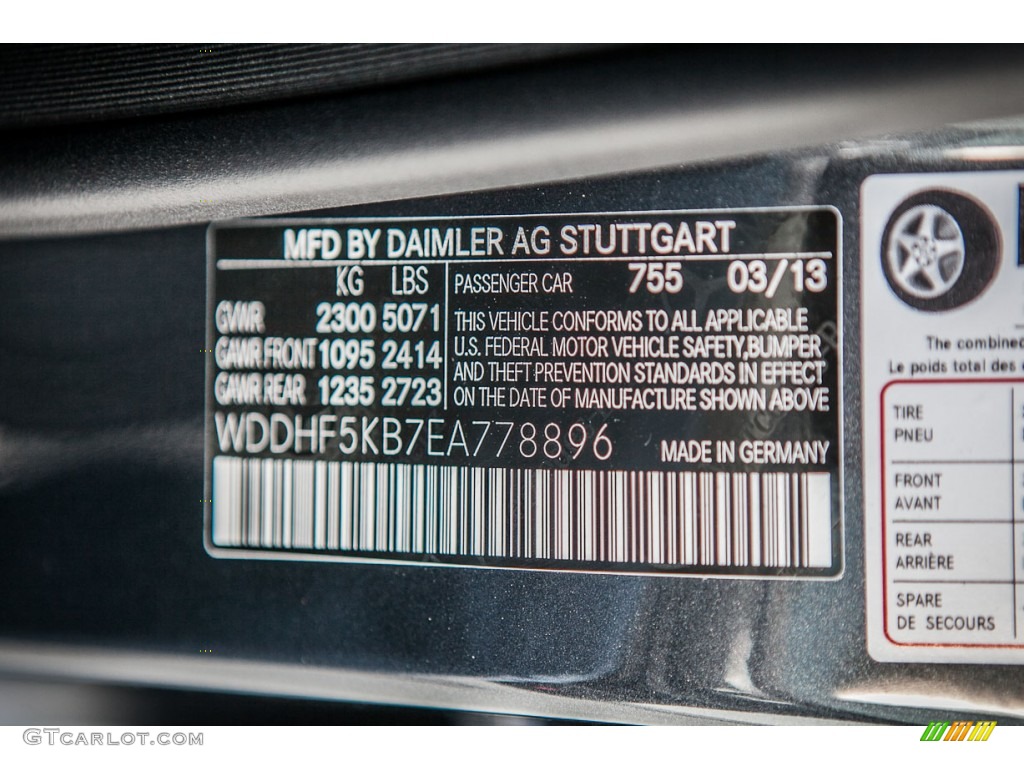 MFD BY DAIMLER AG STUTTGART
KG LBS
GVWR 2300 5071
GAWR FRONT 1095 2414
GAWR REAR 1235 2723
PASSENGER CAR 755 03/13
THIS VEHICLE CONFORMS TO ALL APPLICABLE
U.S. FEDERAL MOTOR VEHICLE SAFETY,BUMPER
AND THEFT PREVENTION STANDARDS IN EFFECT
ON THE DATE OF MANUFACTURE SHOWN ABOVE
WDDHF5KB7EA778896 MADE IN GERMANY
The combined
Le poids total des
TIRE
PNEU
FRONT
AVANT
REAR
ARRIÈRE
SPARE
DE SECOURS
GTCARLOT.COM